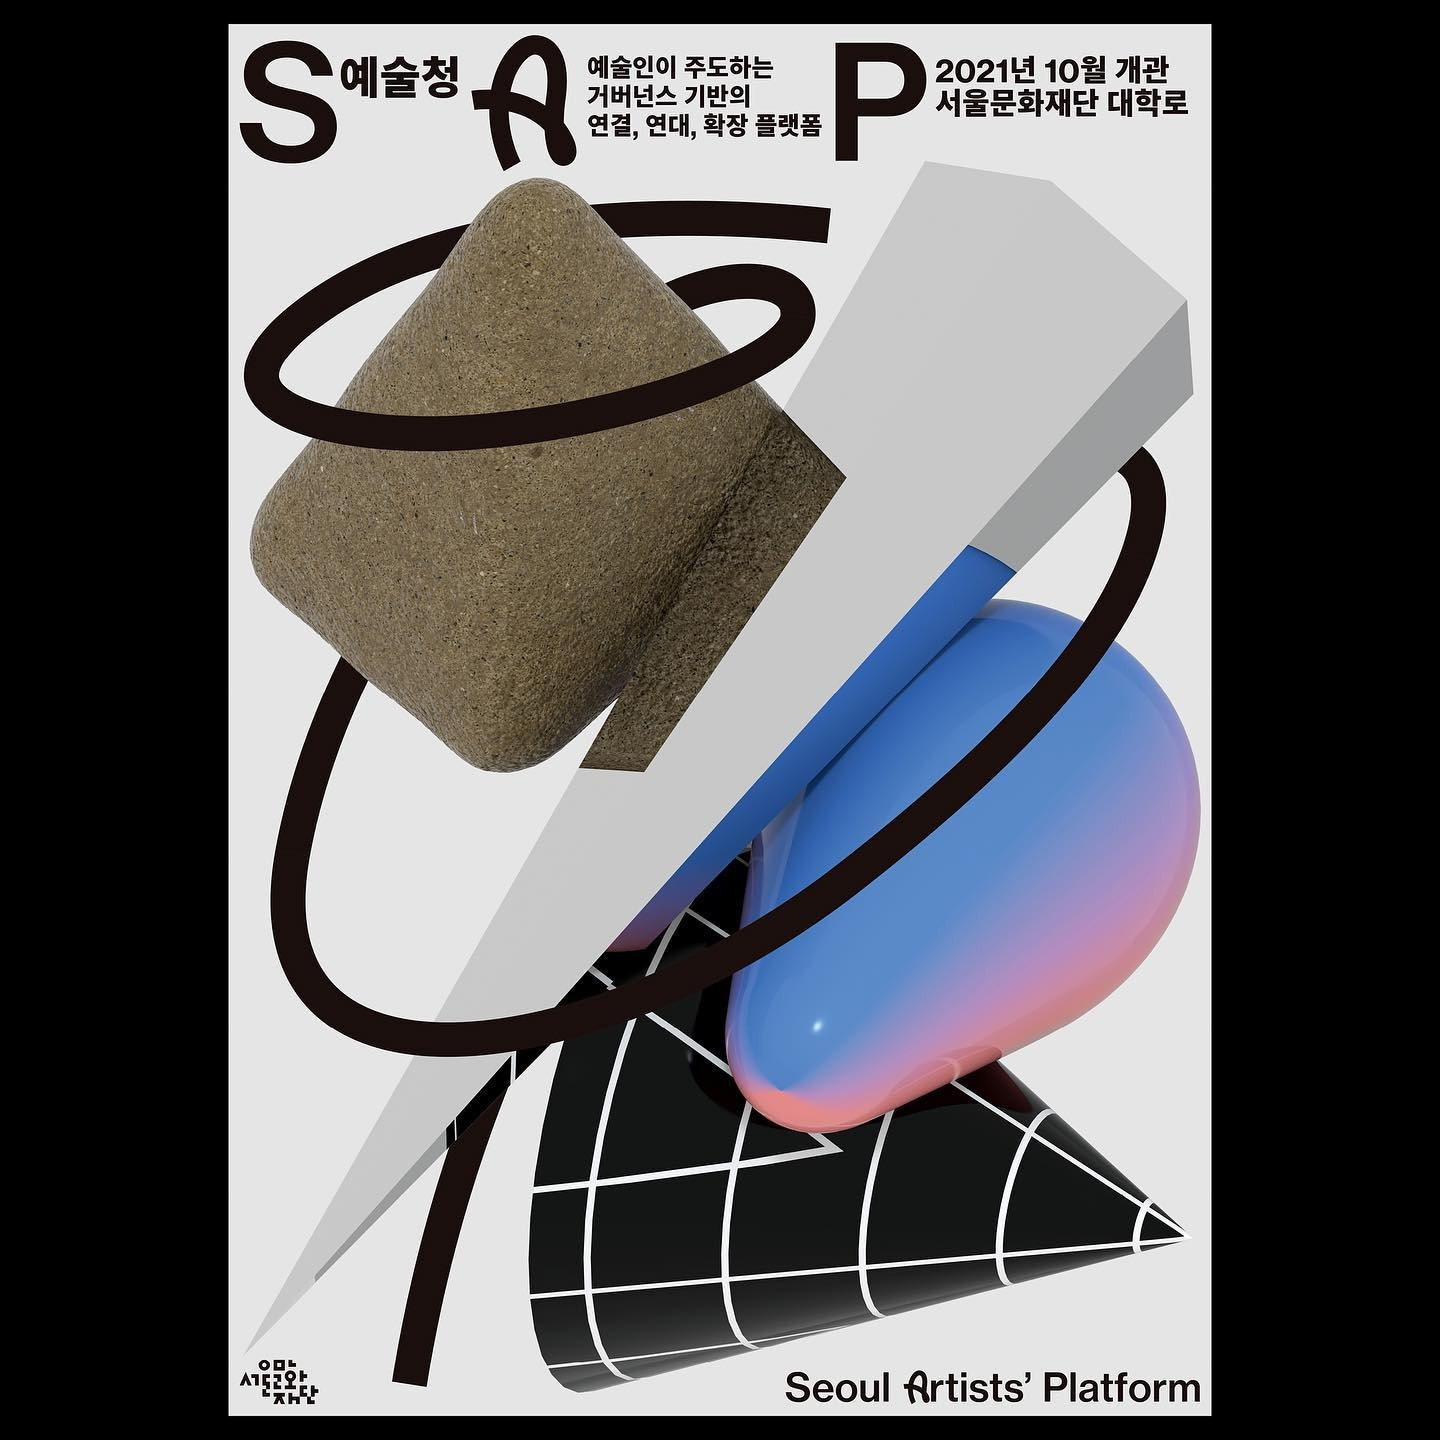 S 예술청 A 예술인이 주도하는
거버넌스 기반의
연결, 연대, 확장 플랫폼
P 2021년 10월 개관
서울문화재단 대학로
서울문화재단
Seoul Artists’ Platform